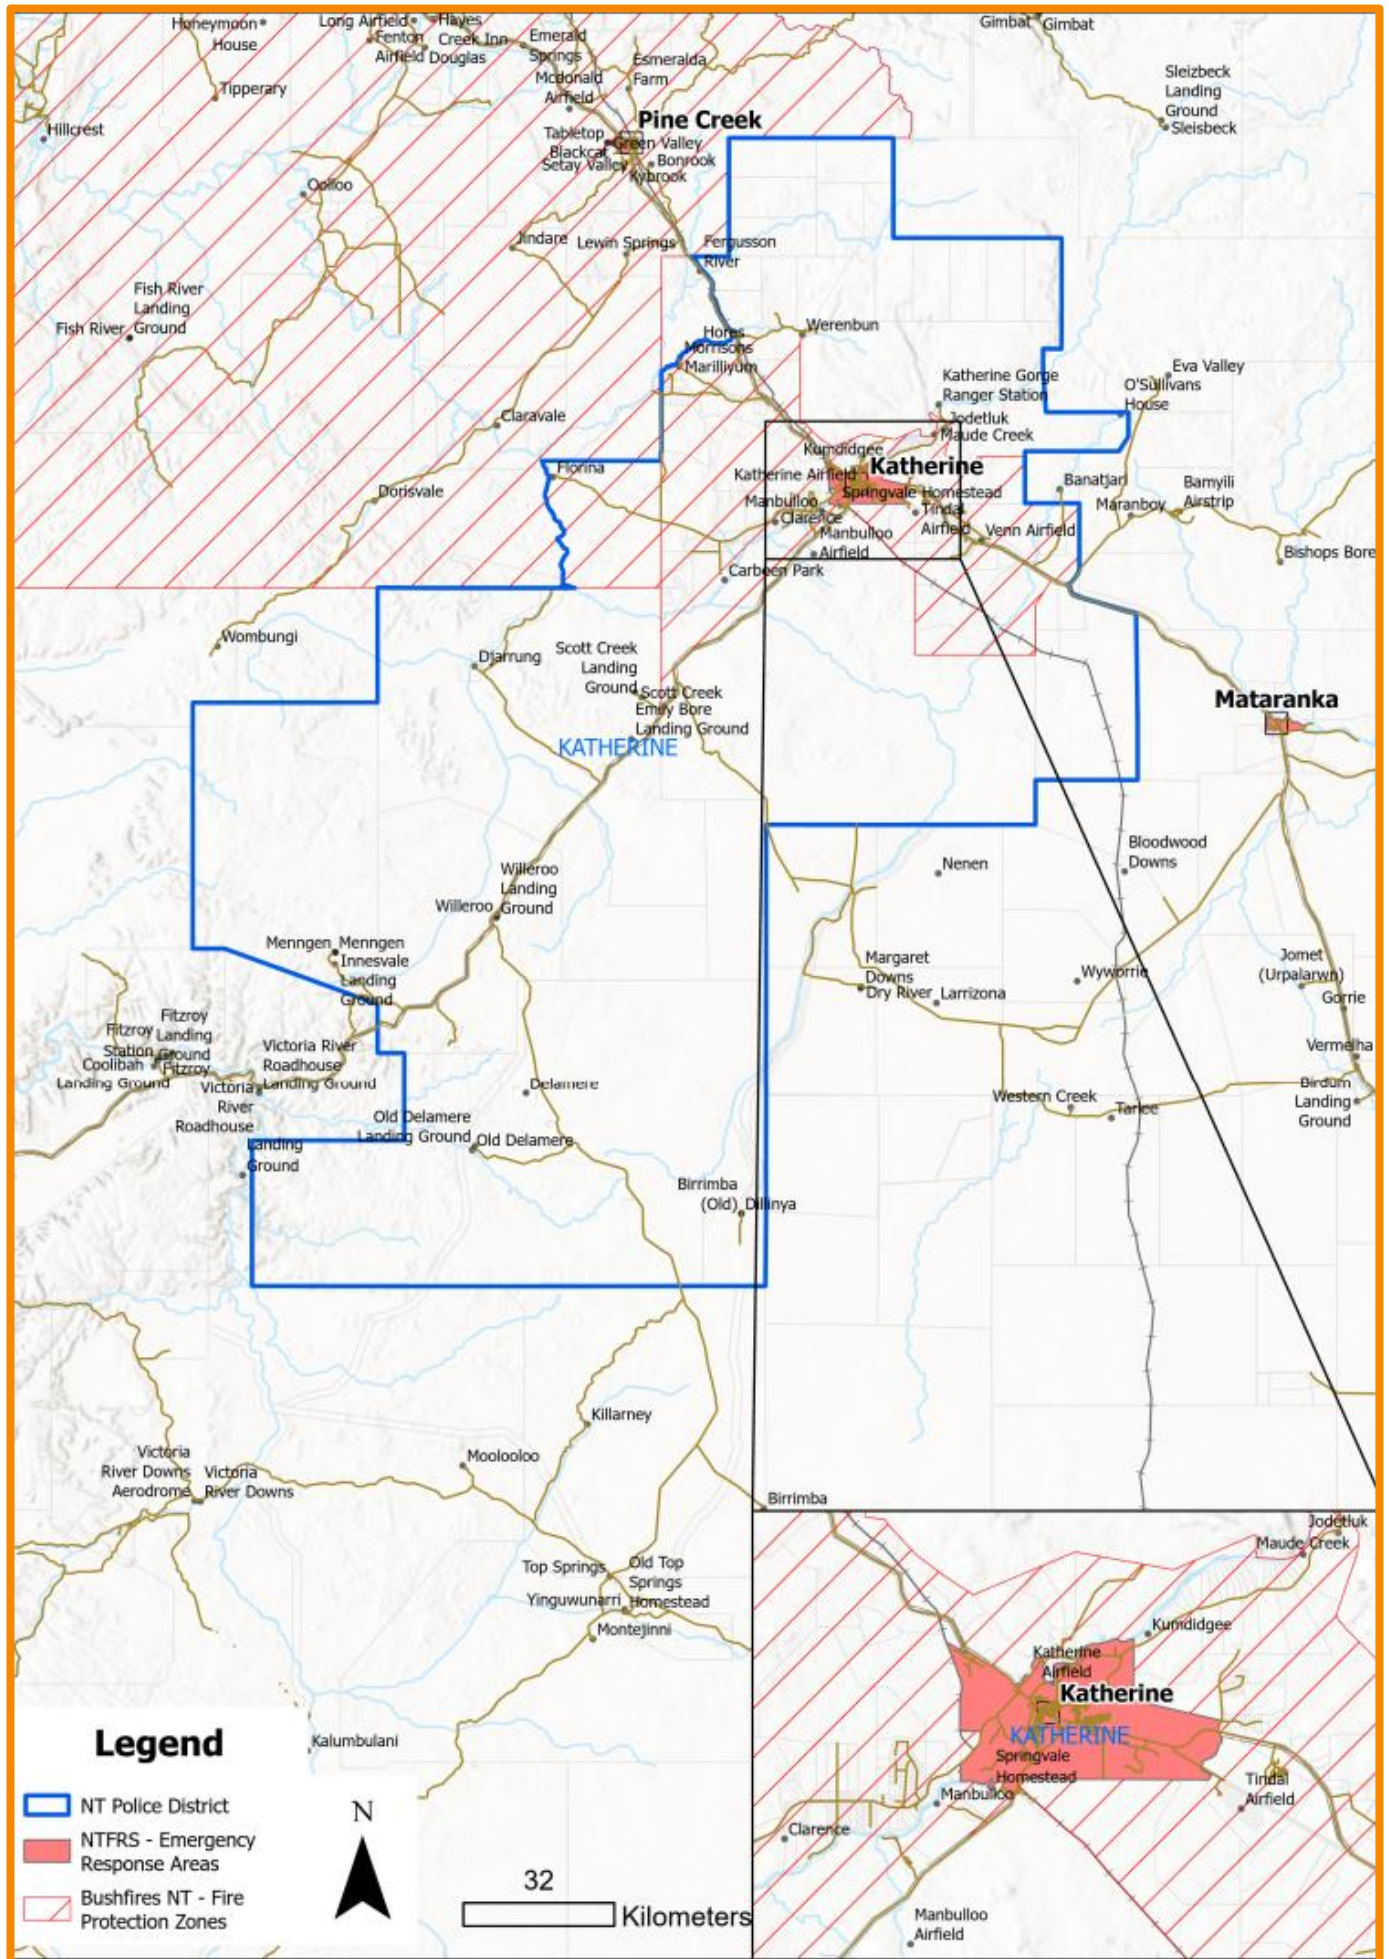 Honeymoon
House
Long Airfield
Hayes
Creek Inn
Fenton
Airfield
Douglas
Emerald
Springs
Mcdonald
Airfield
Esmeralda
Farm
Gimbat
Gimbat
Sleizbeck
Landing
Ground
Sleisbeck
Tipperary
Hillcrest
Pine Creek
Tabletop
Green Valley
Blackcat
Setay Valley
Bonrook
Kybrook
Oolloo
Jindare
Lewin Springs
Fergusson
River
Fish River
Landing
Ground
Fish River
Hores
Morrisons
Marilliyum
Werenbun
Katherine Gorge
Ranger Station
Jodetluk
Maude Creek
Eva Valley
O'Sullivans
House
Claravale
Kumdidgee
Katherine Airfield
Katherine
Florina
Dorisvale
Manbulloo
Springvale Homestead
Clarence
Tindal
Airfield
Manbulloo
Airfield
Venn Airfield
Banatjarl
Maranboy
Bamyili
Airstrip
Bishops Bore
Carbeen Park
Wombungi
Djarrung
Scott Creek
Landing
Ground
Scott Creek
Emily Bore
Landing Ground
KATHERINE
Mataranka
Bloodwood
Downs
Nenen
Willeroo
Landing
Ground
Willeroo
Menngen
Menngen
Innesvale
Landing
Ground
Margaret
Downs
Dry River
Larrizona
Wyworrie
Jomet
(Urpalarwn)
Gorrie
Fitzroy
Landing
Ground
Fitzroy
Station
Fitzroy
Coolibah
Landing Ground
Victoria River
Roadhouse
Landing Ground
Victoria
River
Roadhouse
Landing
Ground
Vermelha
Birdum
Landing
Ground
Delamere
Western Creek
Tarlee
Old Delamere
Landing Ground
Old Delamere
Birrimba
(Old)
Dillinya
Killarney
Moolooloo
Victoria
River Downs
Aerodrome
Victoria
River Downs
Birrimba
Top Springs
Old Top
Springs
Homestead
Yinguwunarri
Montejinni
Kalumbulani
Jodetluk
Maude Creek
Kumdidgee
Katherine
Airfield
Katherine
KATHERINE
Springvale
Homestead
Manbulloo
Tindal
Airfield
Clarence
Manbulloo
Airfield
Legend
NT Police District
NTFRS - Emergency
Response Areas
Bushfires NT - Fire
Protection Zones
N
32
Kilometers